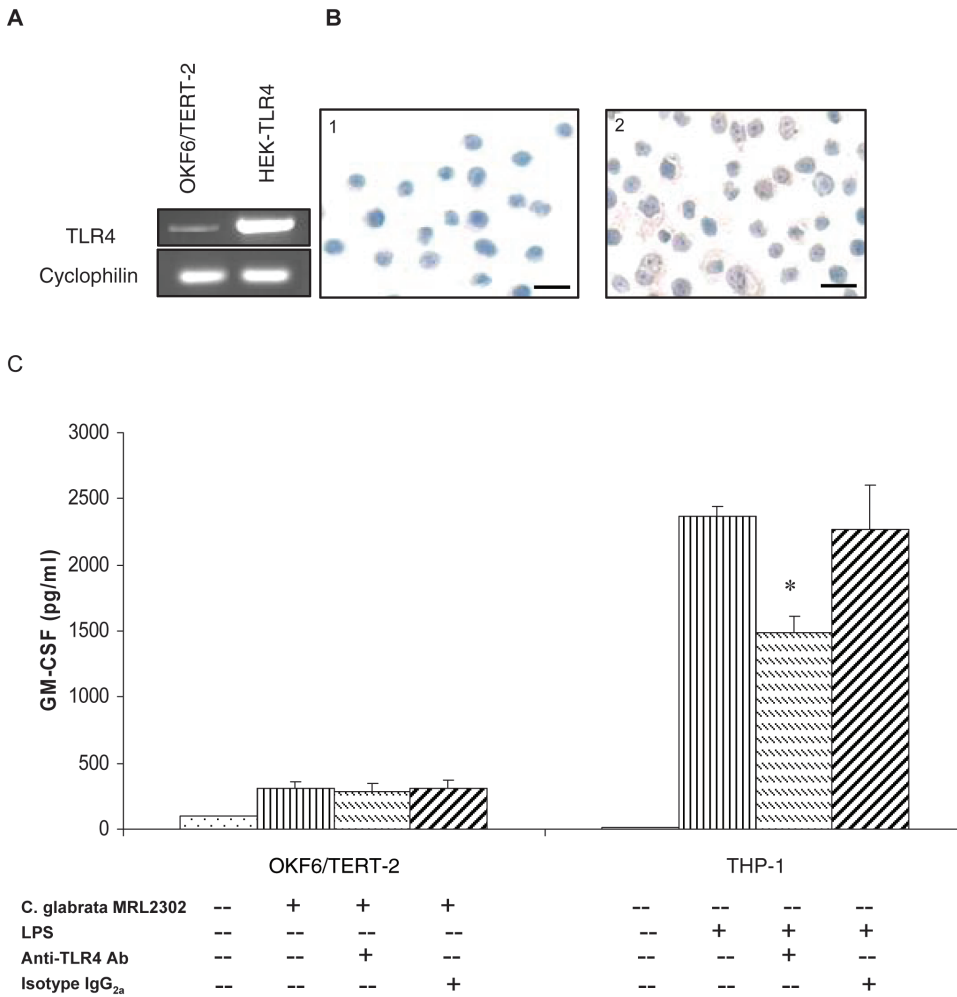 A
B
OKF6/TERT-2
HEK-TLR4
TLR4
Cyclophilin
1
2
C
GM-CSF (pg/ml)
3000
2500
2000
1500
1000
500
0
*
OKF6/TERT-2
THP-1
C. glabrata MRL2302 -- + + + -- -- -- --
LPS -- -- -- -- -- + + +
Anti-TLR4 Ab -- -- + -- -- -- + --
Isotype IgG2a -- -- -- + -- -- -- +